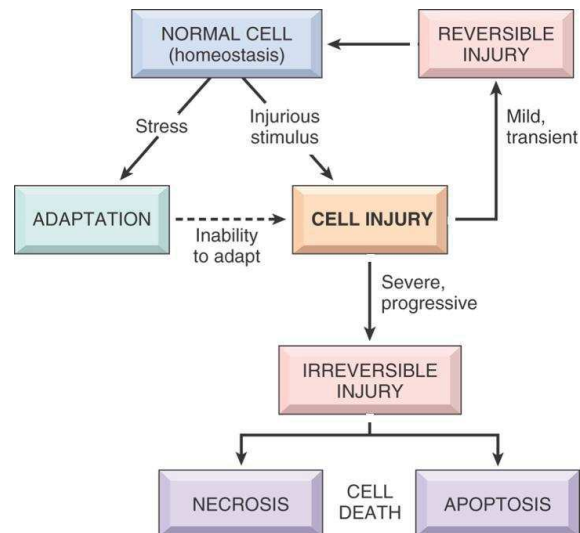 NORMAL CELL
(homeostasis)
REVERSIBLE
INJURY
Stress
Injurious
stimulus
Mild,
transient
ADAPTATION
Inability
to adapt
CELL INJURY
Severe,
progressive
IRREVERSIBLE
INJURY
NECROSIS
CELL
DEATH
APOPTOSIS